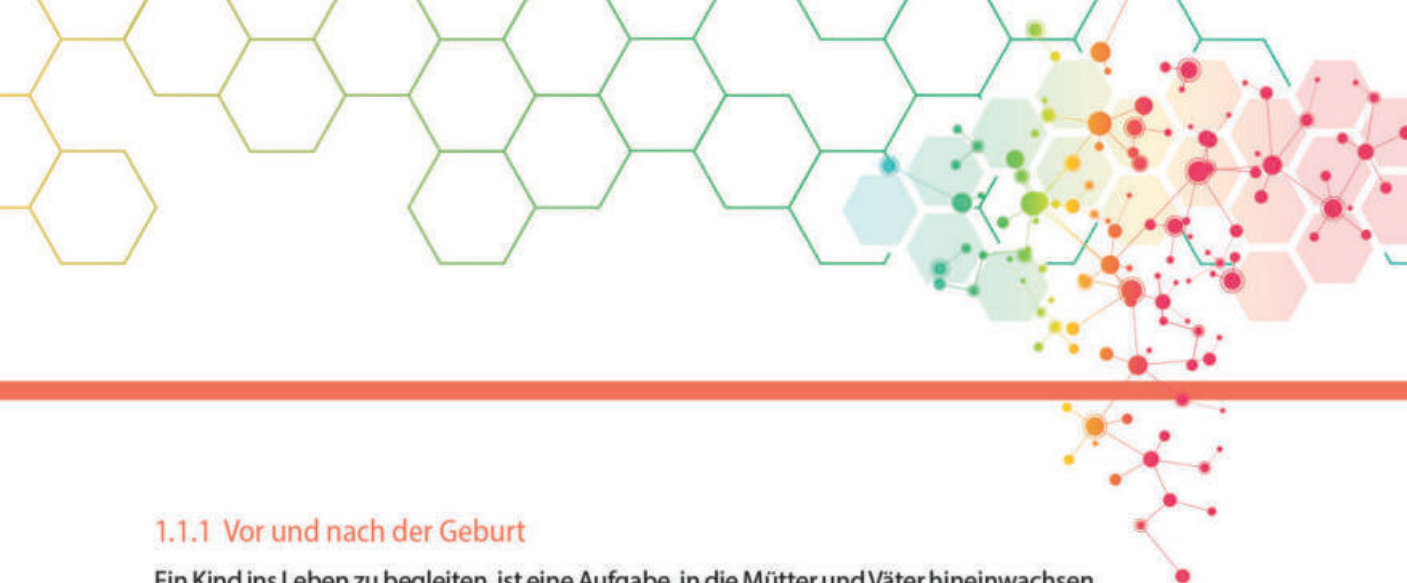 1.1.1 Vor und nach der Geburt
Ein Kind ins Leben zu begleiten, ist eine Aufgabe, in die Mütter und Väter hineinwachsen